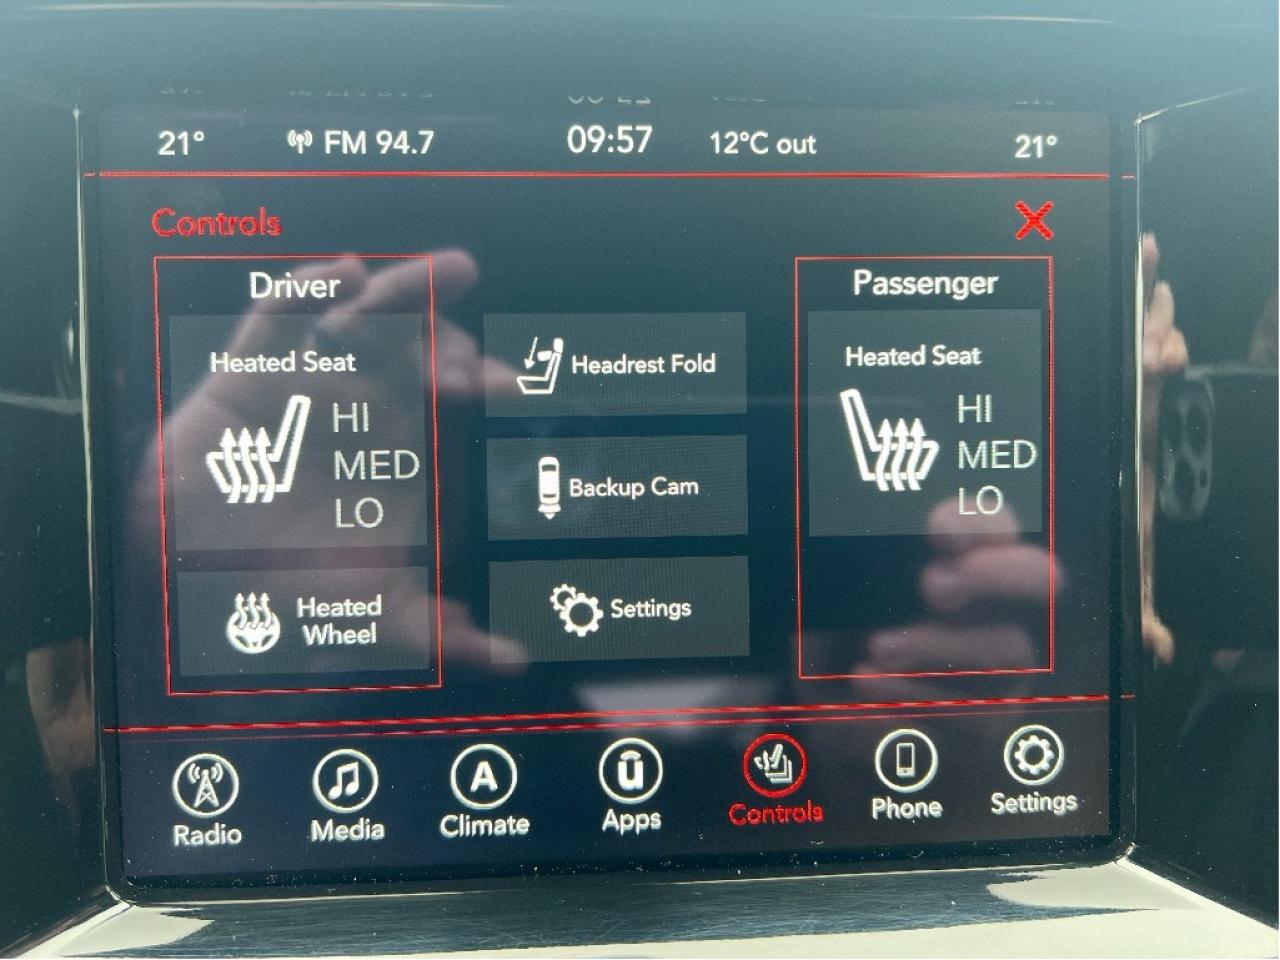 21°
FM 94.7
09:57
12°C out
21°
Controls
Driver
Heated Seat
HI
MED
LO
Heated
Wheel
Headrest Fold
Backup Cam
Settings
Passenger
Heated Seat
HI
MED
LO
Radio
Media
A
Climate
ū
Apps
Controls
Phone
Settings